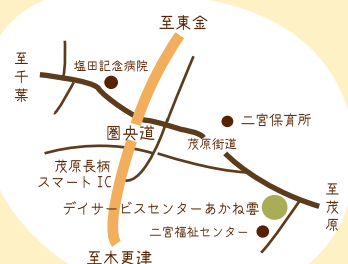 至東金
至千葉
塩田記念病院
圏央道
二宮保育所
茂原街道
茂原長柄
スマートIC
至茂原
デイサービスセンターあかね雲
二宮福祉センター
至木更津